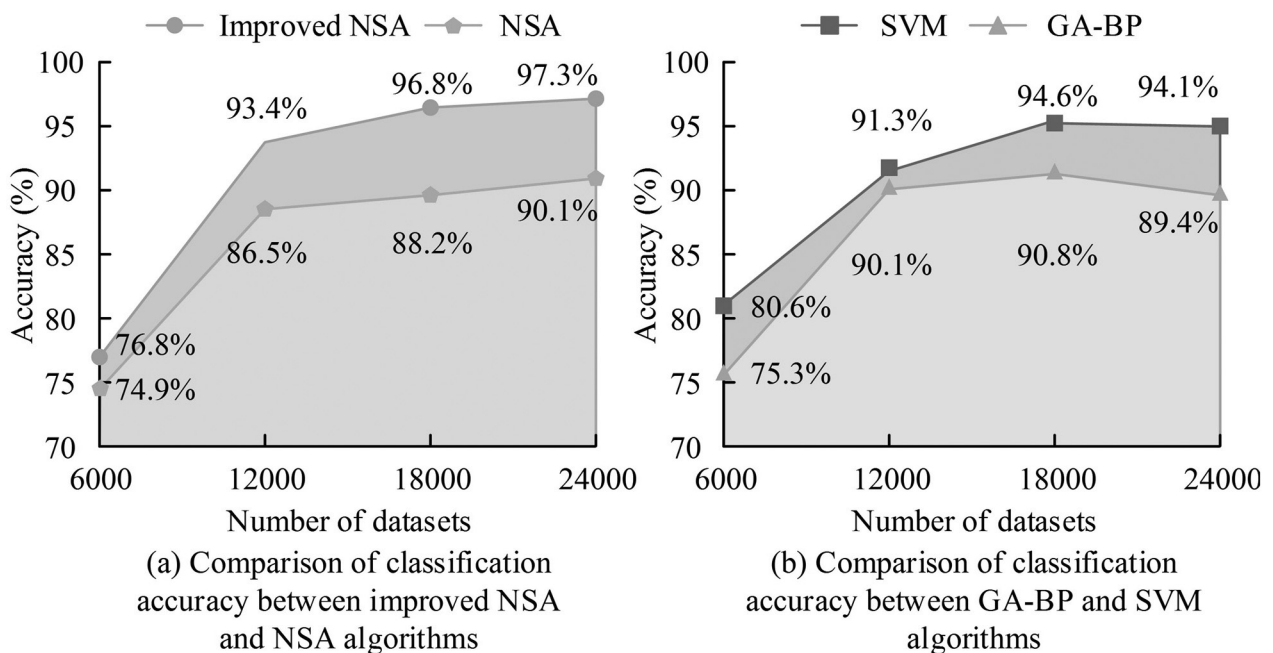 Improved NSA
NSA
100
95
90
85
80
75
70
Accuracy (%)
93.4%
96.8%
97.3%
86.5%
88.2%
90.1%
76.8%
74.9%
6000
12000
18000
24000
Number of datasets
(a) Comparison of classification
accuracy between improved NSA
and NSA algorithms
SVM
GA-BP
100
95
90
85
80
75
70
Accuracy (%)
91.3%
94.6%
94.1%
80.6%
90.1%
90.8%
89.4%
75.3%
6000
12000
18000
24000
Number of datasets
(b) Comparison of classification
accuracy between GA-BP and SVM
algorithms